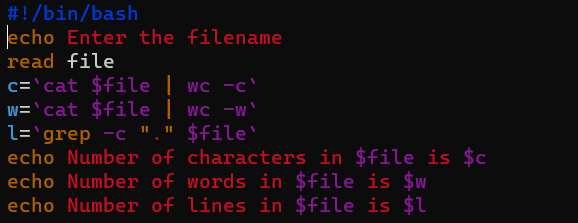 #!/bin/bash
echo Enter the filename
read file
c=`cat $file | wc -c`
w=`cat $file | wc -w`
l=`grep -c "." $file`
echo Number of characters in $file is $c
echo Number of words in $file is $w
echo Number of lines in $file is $l